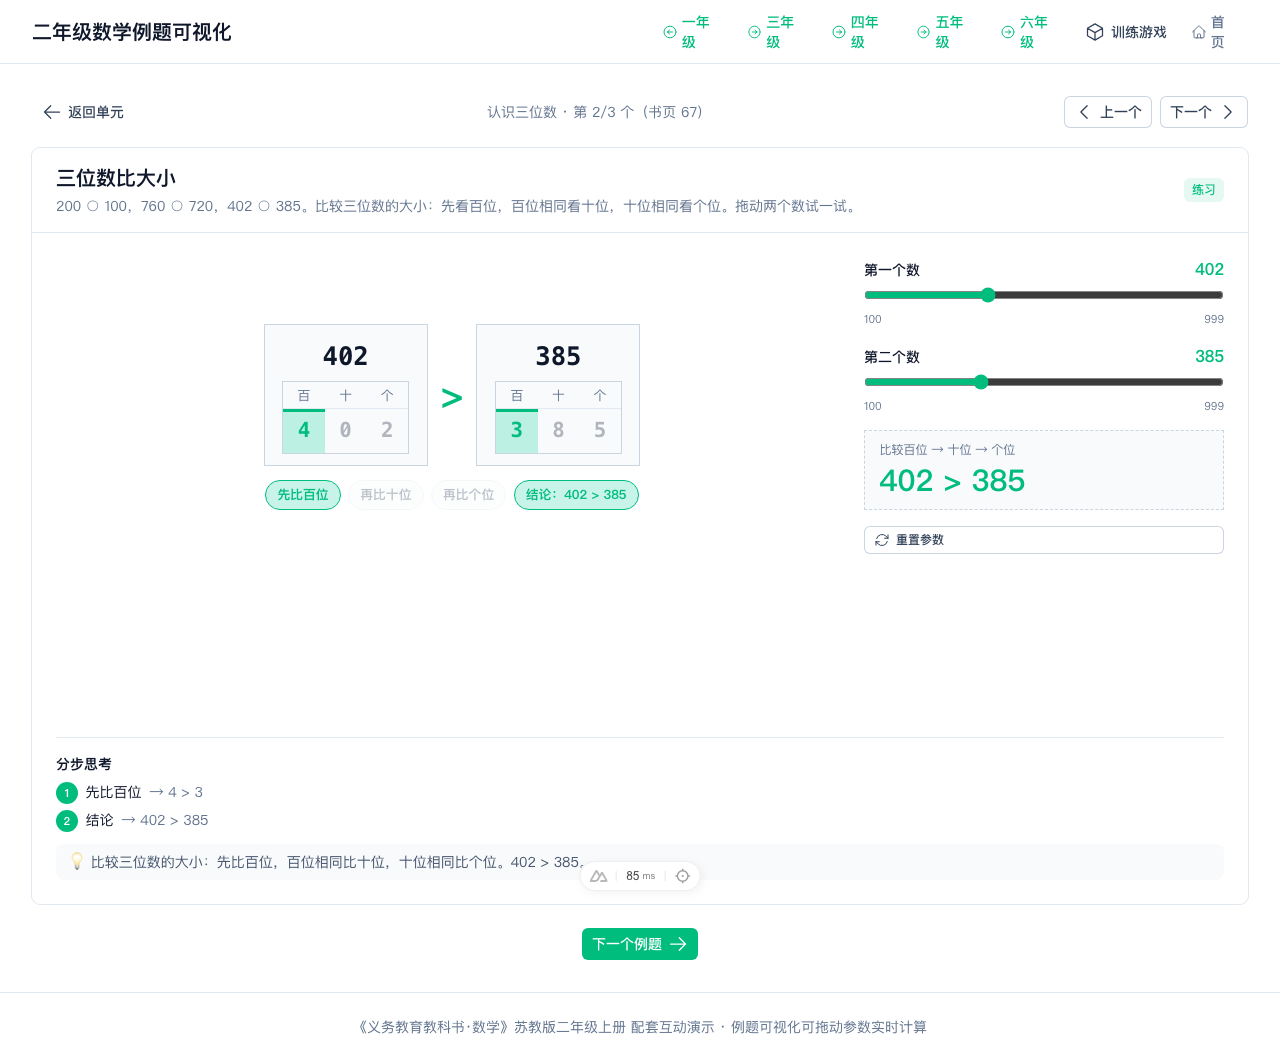 二年级数学例题可视化
一年级
三年级
四年级
五年级
六年级
训练游戏
首页
返回单元
认识三位数 · 第 2/3 个（书页 67）
上一个
下一个
三位数比大小
200 ○ 100，760 ○ 720，402 ○ 385。比较三位数的大小：先看百位，百位相同看十位，十位相同看个位。拖动两个数试一试。
练习
第一个数 402
100 999
第二个数 385
100 999
402 > 385
百 十 个 百 十 个
4 0 2 3 8 5
先比百位 再比十位 再比个位 结论：402 > 385
比较百位 → 十位 → 个位
402 > 385
重置参数
分步思考
1 先比百位 → 4 > 3
2 结论 → 402 > 385
💡 比较三位数的大小：先比百位，百位相同比十位，十位相同比个位。402 > 385。
85 ms
下一个例题 →
《义务教育教科书·数学》苏教版二年级上册 配套互动演示 · 例题可视化可拖动参数实时计算